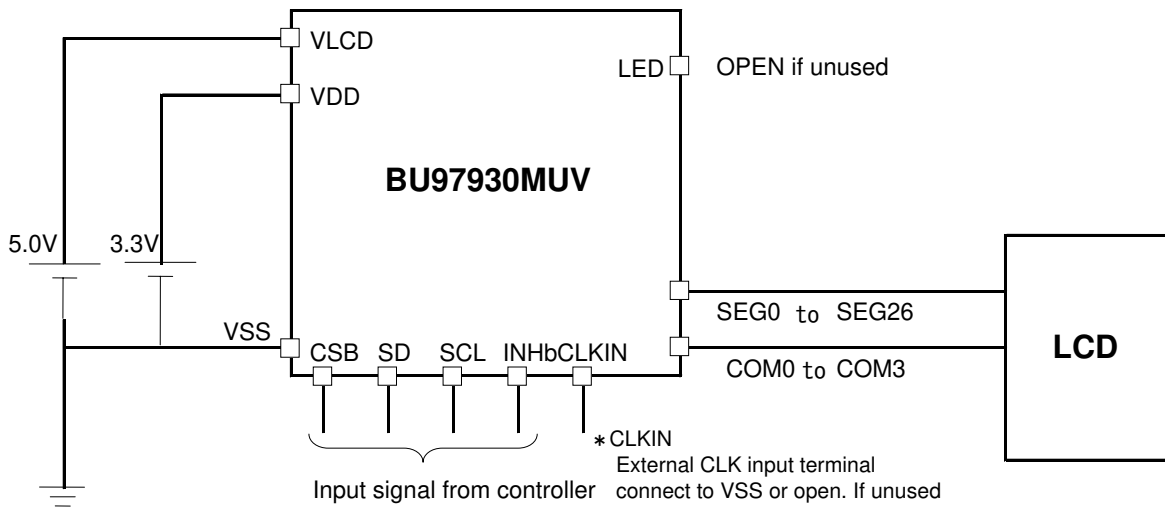 VLCD
LED
OPEN if unused
VDD
BU97930MUV
5.0V
3.3V
SEG0 to SEG26
VSS
LCD
CSB SD SCL INHbCLKIN
COM0 to COM3
*CLKIN
External CLK input terminal
Input signal from controller
connect to VSS or open. If unused